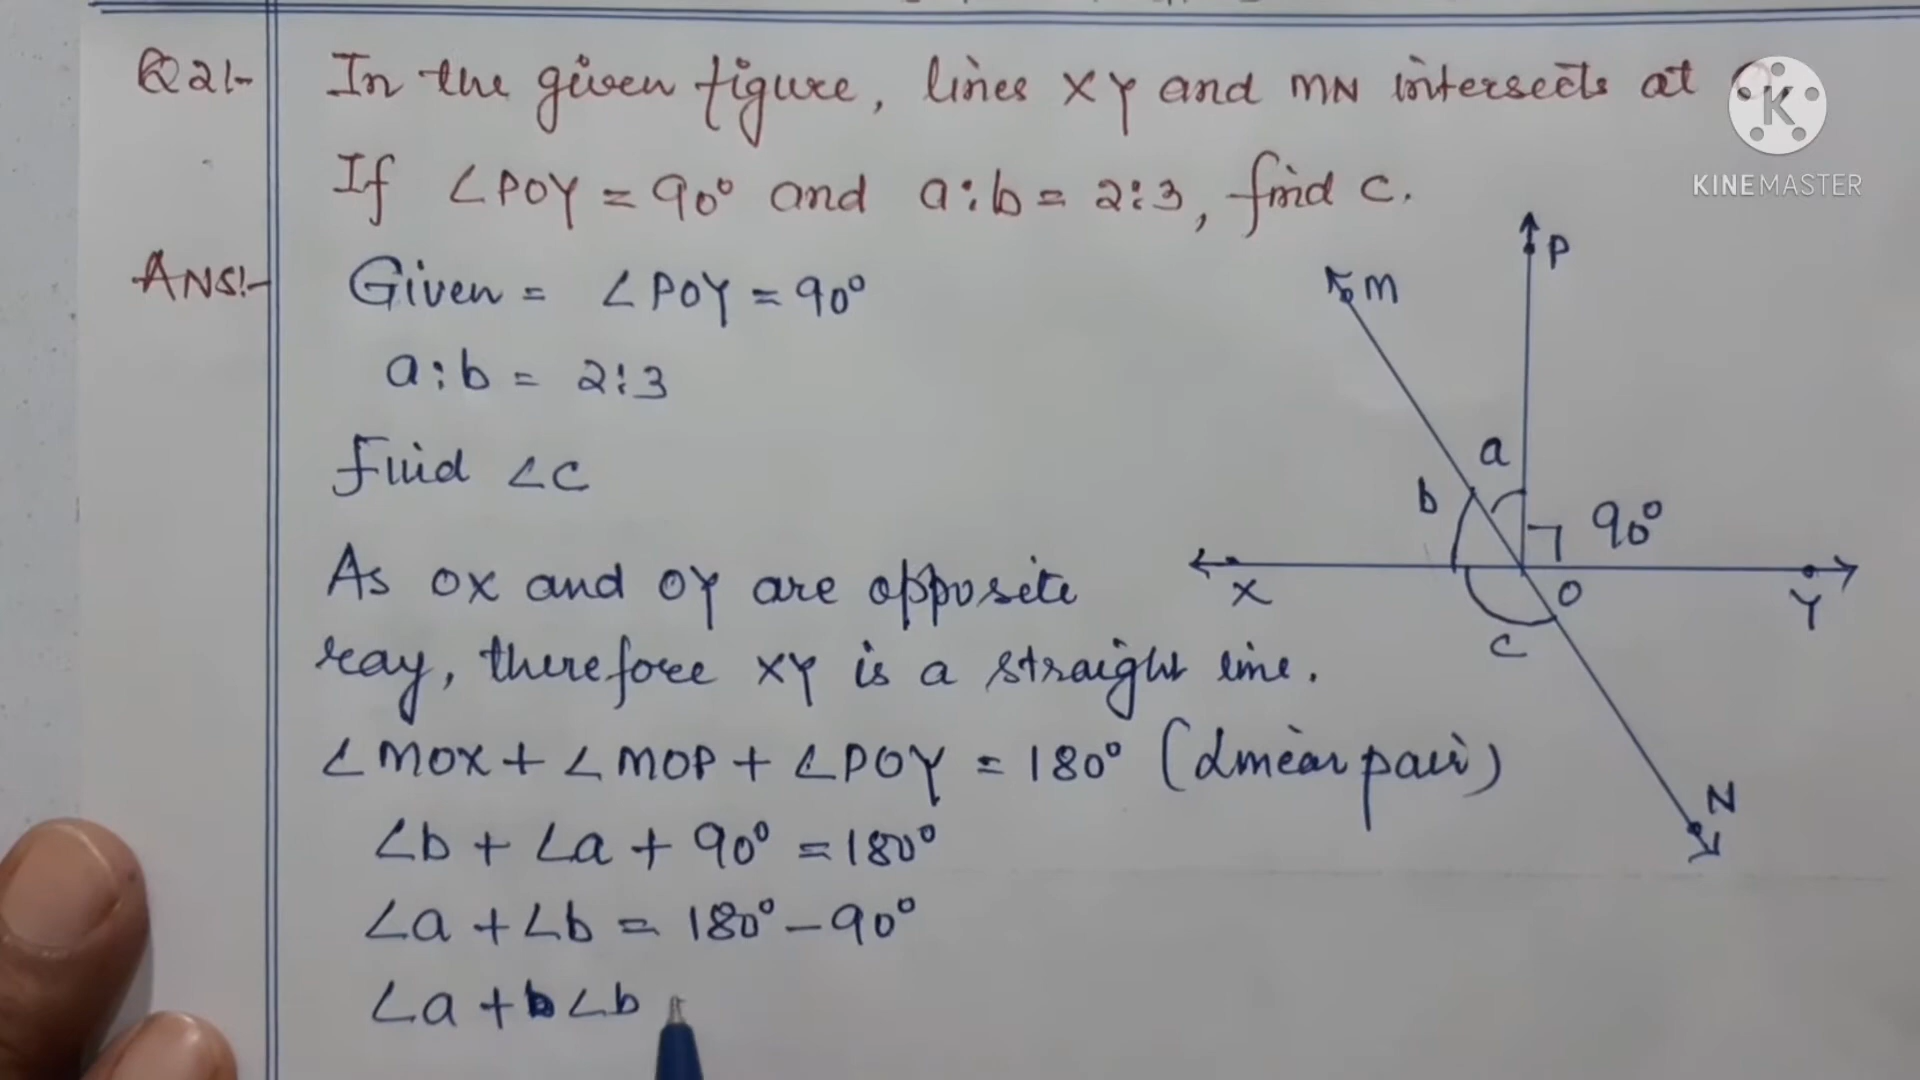 Q21- In the given figure, lines XY and MN intersects at
If ∠POY = 90° and a:b = 2:3, find c.
Ans:- Given = ∠POY = 90°
a:b = 2:3
Find ∠C
As OX and OY are opposite
ray, therefore XY is a straight line.
∠MOX + ∠MOP + ∠POY = 180° (Linear pair)
∠b + ∠a + 90° = 180°
∠a + ∠b = 180° - 90°
∠a + b ∠b
K
KINEMASTER
P
M
a
b
90°
X
O
Y
C
N